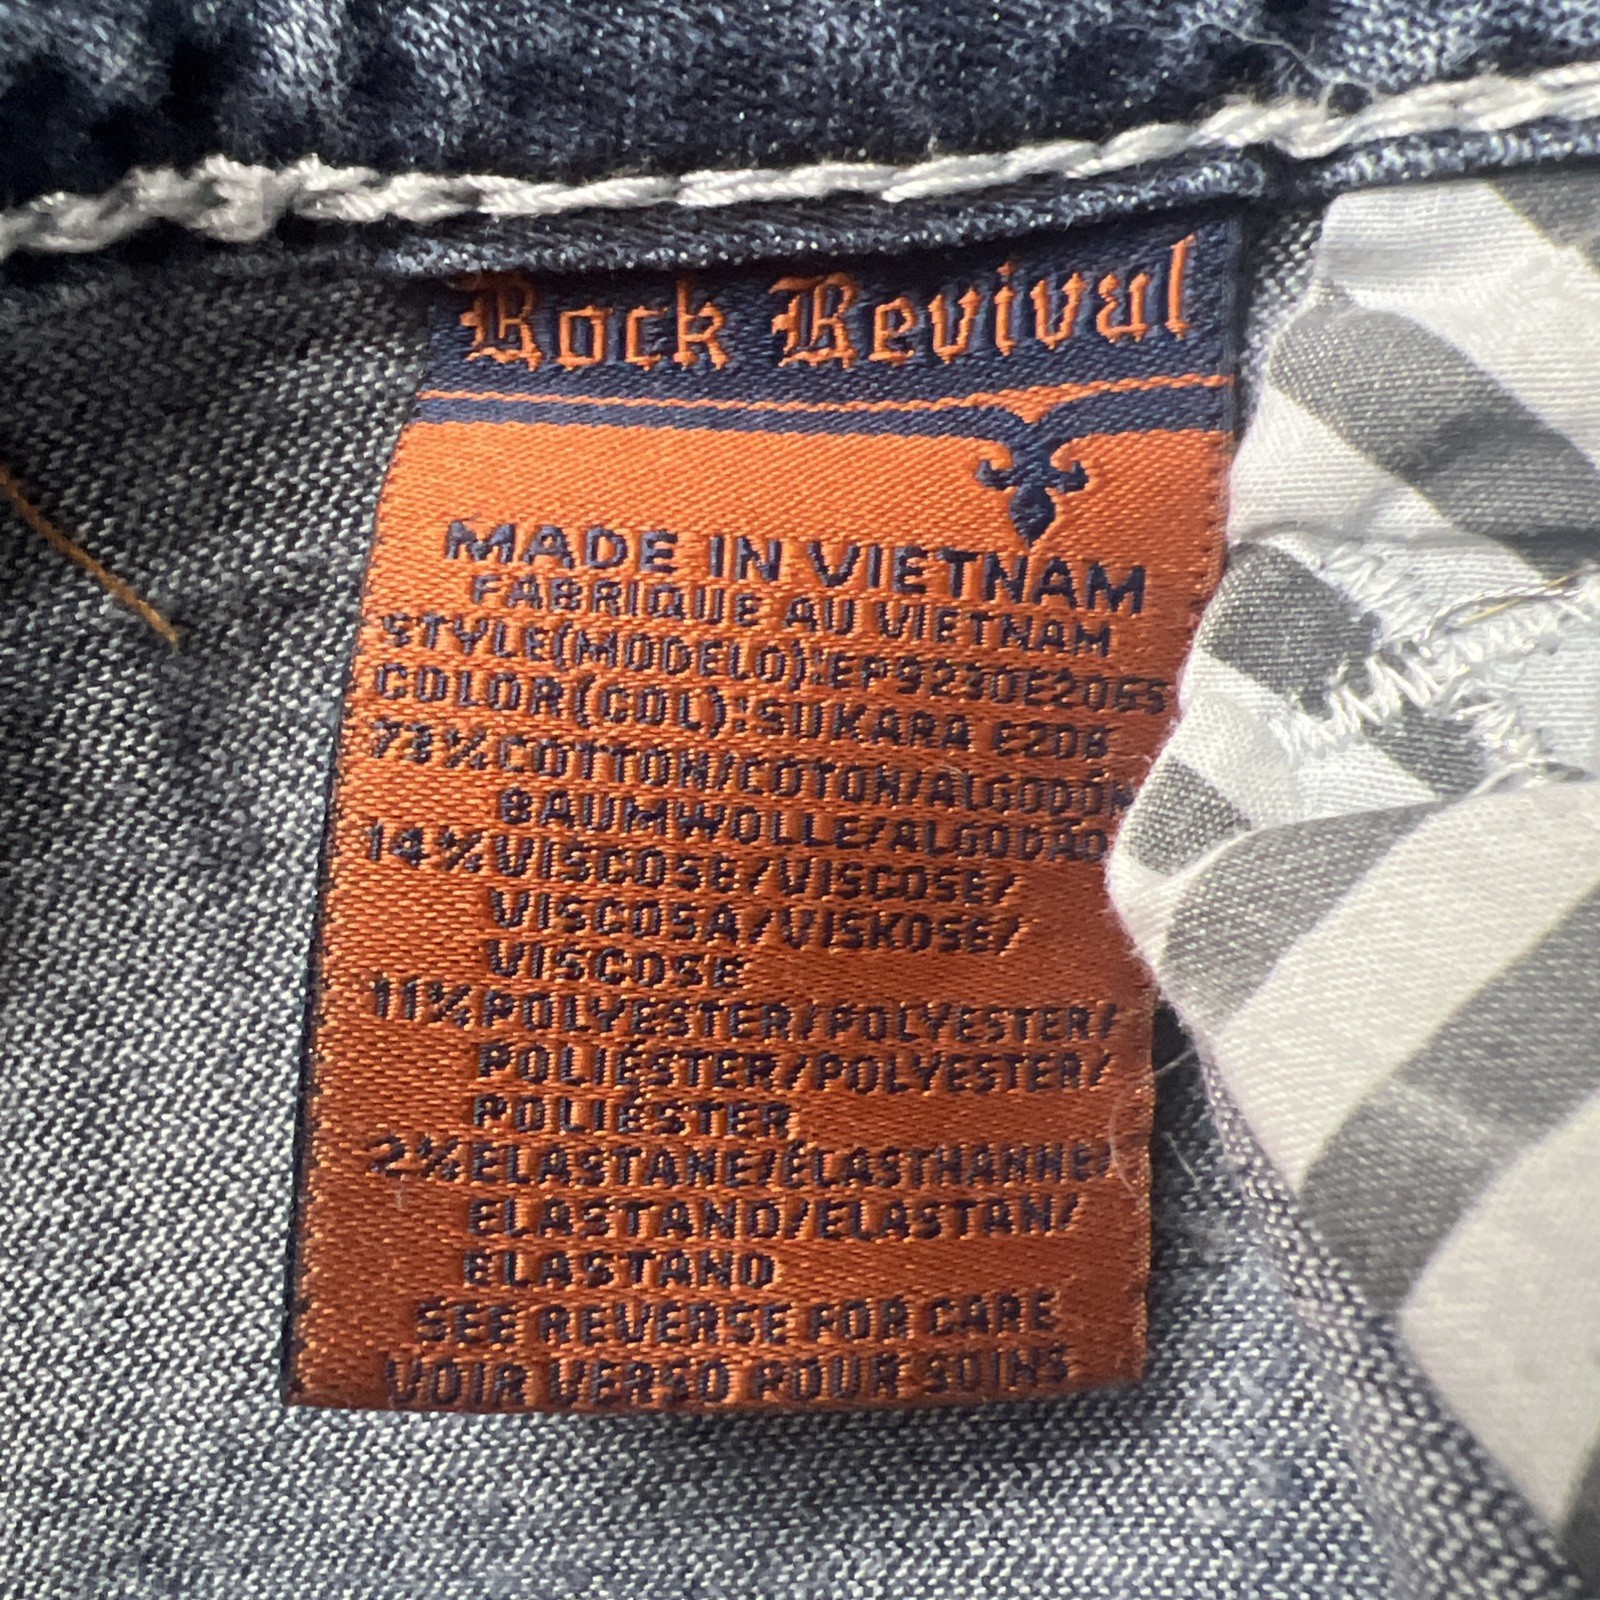 Rock Revival
MADE IN VIETNAM
FABRIQUE AU VIETNAM
STYLE(MODELO):EP9230E206S
COLOR(COL):SUKARA E206
73%COTTON/COTON/ALGODÓN
BAUMWOLLE/ALGODÃO
14%VISCOSE/VISCOSE/
VISCOSA/VISKOSE/
VISCOSE
11%POLYESTER/POLYESTER/
POLIÉSTER/POLYESTER/
POLIÉSTER
2%ELASTANE/ÉLASTHANNE/
ELASTANO/ELASTAN/
ELASTANO
SEE REVERSE FOR CARE
VOIR VERSO POUR SOINS